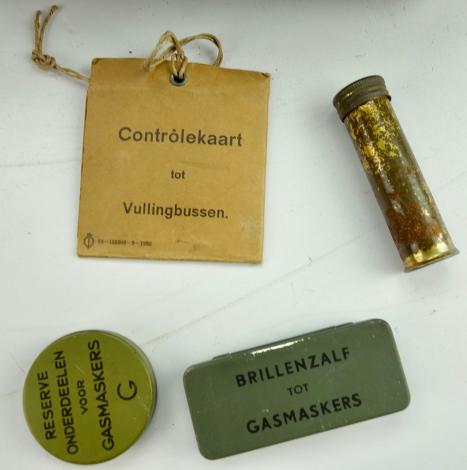 Contrôlekaart
tot
Vullingbussen.
RESERVE
ONDERDEELEN
VOOR
GASMASKERS
G
BRILLENZALF
TOT
GASMASKERS